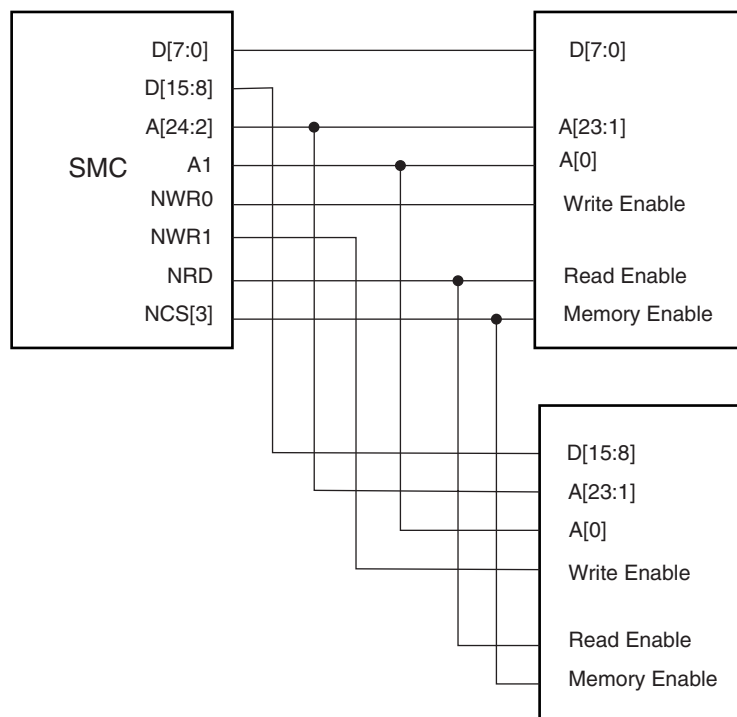 D[7:0]
D[15:8]
A[24:2]
SMC
A1
NWR0
NWR1
NRD
NCS[3]
D[7:0]
A[23:1]
A[0]
Write Enable
Read Enable
Memory Enable
D[15:8]
A[23:1]
A[0]
Write Enable
Read Enable
Memory Enable